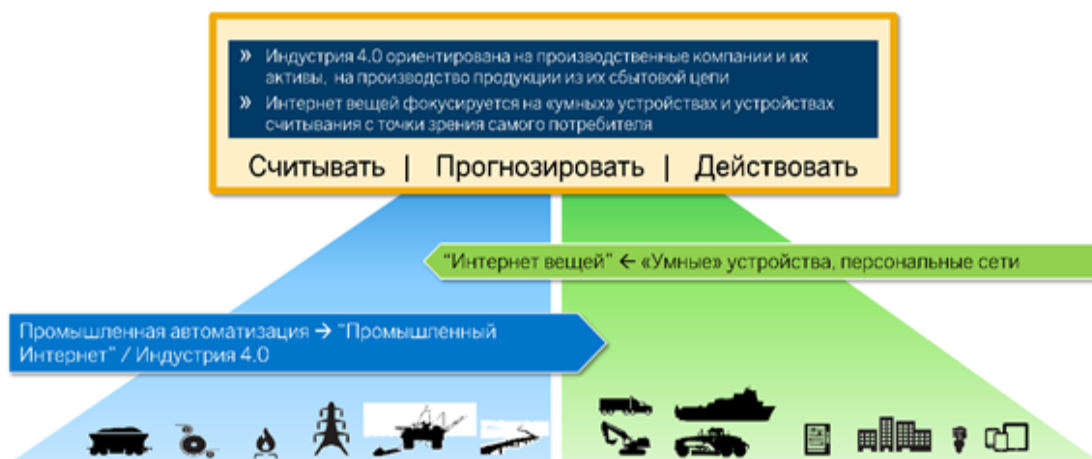 » Индустрия 4.0 ориентирована на производственные компании и их
активы, на производство продукции из их сбытовой цепи
» Интернет вещей фокусируется на «умных» устройствах и устройствах
считывания с точки зрения самого потребителя
Считывать | Прогнозировать | Действовать
"Интернет вещей" ← «Умные» устройства, персональные сети
Промышленная автоматизация → "Промышленный
Интернет" / Индустрия 4.0